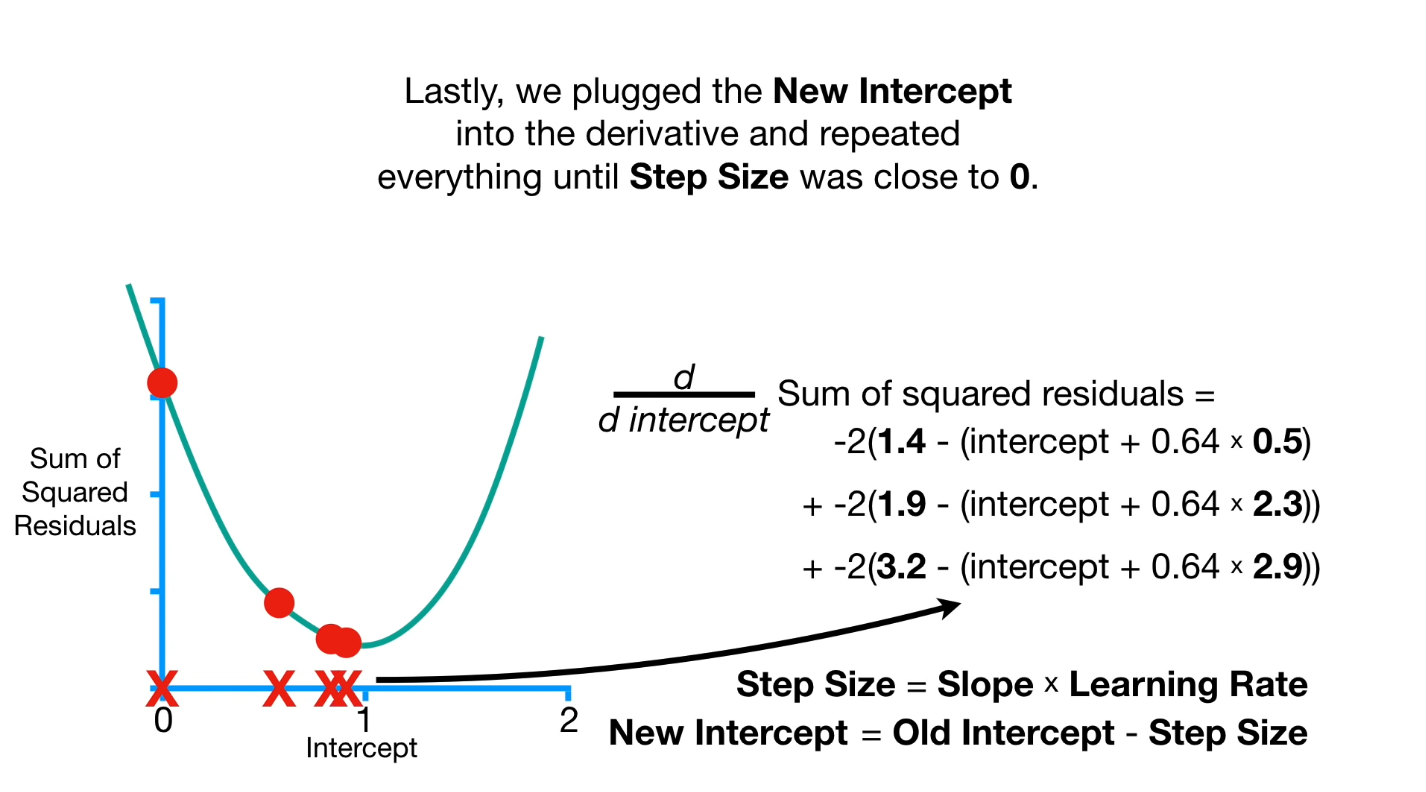 Lastly, we plugged the New Intercept
into the derivative and repeated
everything until Step Size was close to 0.
Sum of
Squared
Residuals
0
1
2
Intercept
d
d intercept
Sum of squared residuals =
-2(1.4 - (intercept + 0.64 x 0.5)
+ -2(1.9 - (intercept + 0.64 x 2.3))
+ -2(3.2 - (intercept + 0.64 x 2.9))
X X X X
Step Size = Slope x Learning Rate
New Intercept = Old Intercept - Step Size